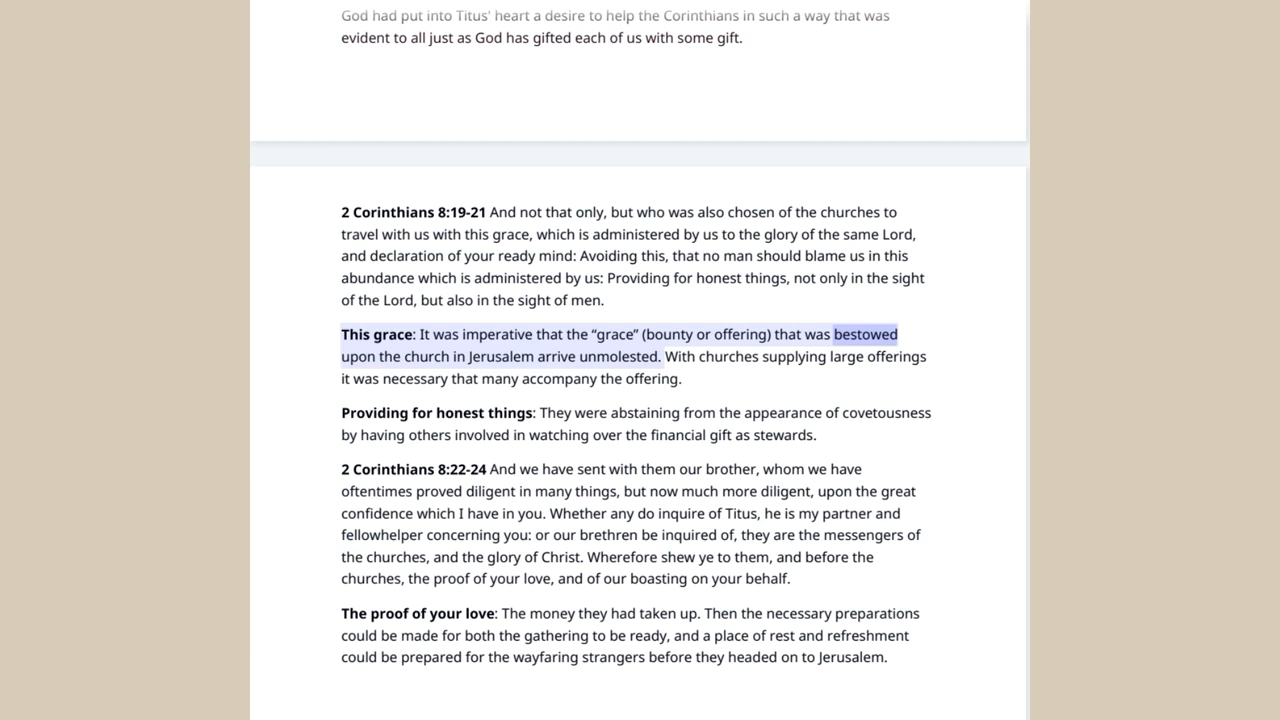 God had put into Titus' heart a desire to help the Corinthians in such a way that was
evident to all just as God has gifted each of us with some gift.
2 Corinthians 8:19-21 And not that only, but who was also chosen of the churches to
travel with us with this grace, which is administered by us to the glory of the same Lord,
and declaration of your ready mind: Avoiding this, that no man should blame us in this
abundance which is administered by us: Providing for honest things, not only in the sight
of the Lord, but also in the sight of men.
This grace: It was imperative that the “grace” (bounty or offering) that was bestowed
upon the church in Jerusalem arrive unmolested. With churches supplying large offerings
it was necessary that many accompany the offering.
Providing for honest things: They were abstaining from the appearance of covetousness
by having others involved in watching over the financial gift as stewards.
2 Corinthians 8:22-24 And we have sent with them our brother, whom we have
oftentimes proved diligent in many things, but now much more diligent, upon the great
confidence which I have in you. Whether any do inquire of Titus, he is my partner and
fellowhelper concerning you: or our brethren be inquired of, they are the messengers of
the churches, and the glory of Christ. Wherefore shew ye to them, and before the
churches, the proof of your love, and of our boasting on your behalf.
The proof of your love: The money they had taken up. Then the necessary preparations
could be made for both the gathering to be ready, and a place of rest and refreshment
could be prepared for the wayfaring strangers before they headed on to Jerusalem.